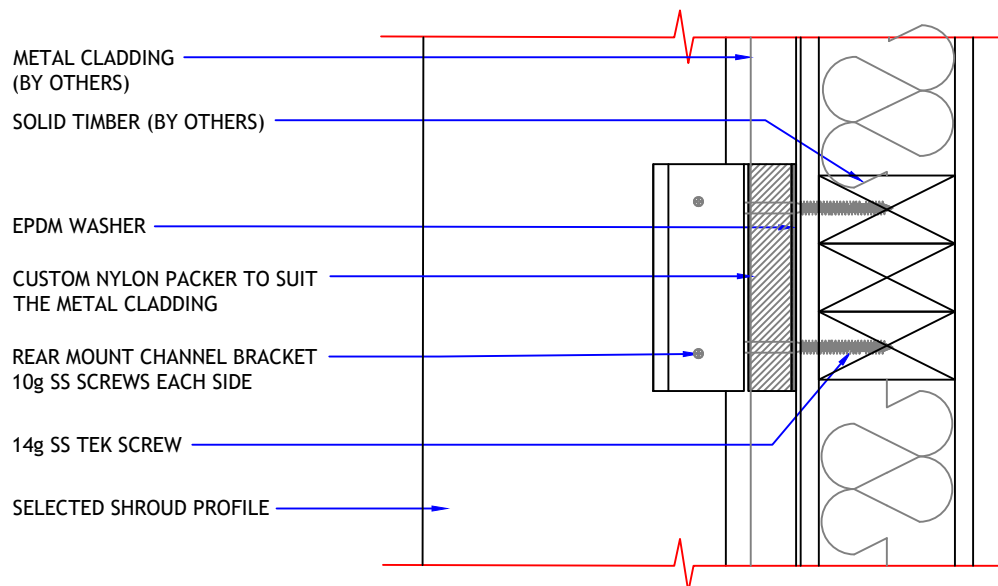 METAL CLADDING
(BY OTHERS)
SOLID TIMBER (BY OTHERS)
EPDM WASHER
CUSTOM NYLON PACKER TO SUIT
THE METAL CLADDING
REAR MOUNT CHANNEL BRACKET
10g SS SCREWS EACH SIDE
14g SS TEK SCREW
SELECTED SHROUD PROFILE